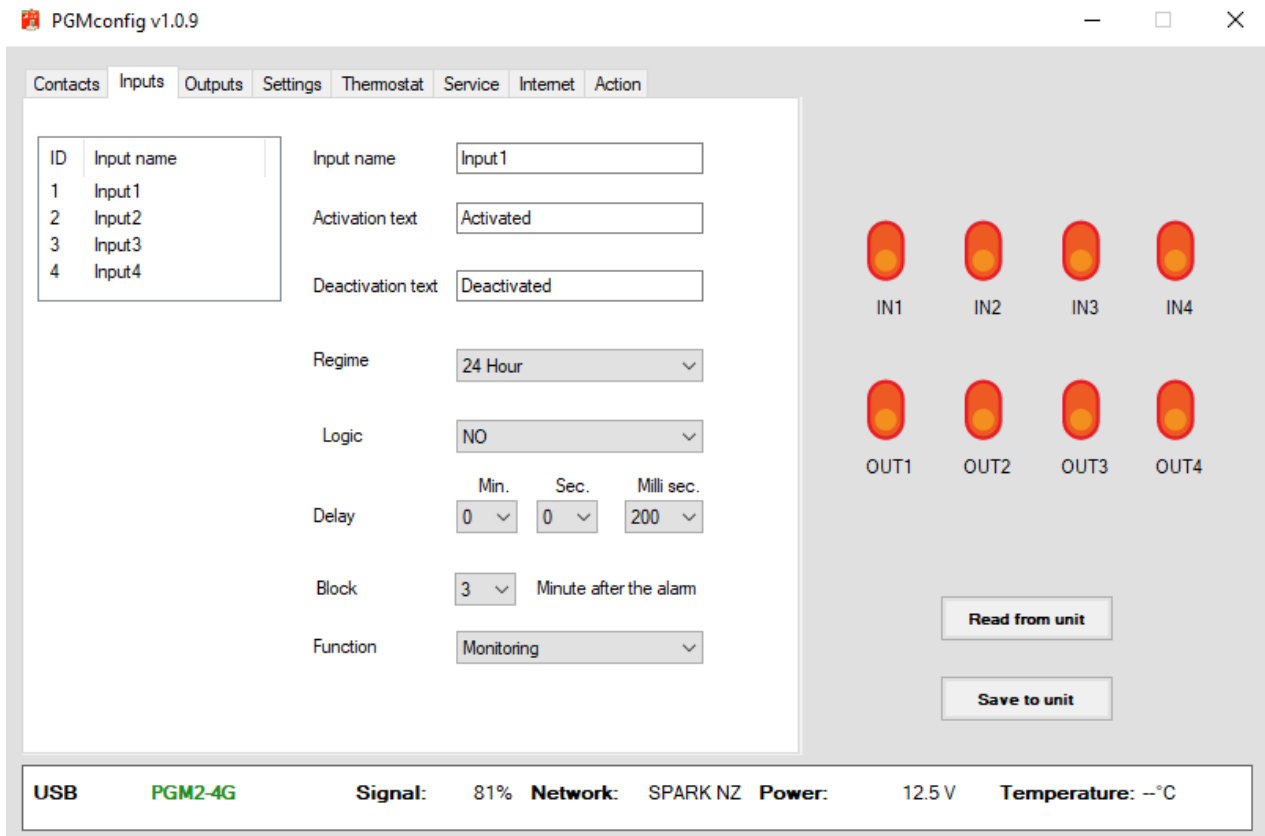 PGMconfig v1.0.9
Contacts Inputs Outputs Settings Thermostat Service Internet Action
ID Input name
1 Input1
2 Input2
3 Input3
4 Input4
Input name Input1
Activation text Activated
Deactivation text Deactivated
Regime 24 Hour
Logic NO
Min. Sec. Milli sec.
Delay 0 0 200
Block 3 Minute after the alarm
Function Monitoring
IN1 IN2 IN3 IN4
OUT1 OUT2 OUT3 OUT4
Read from unit
Save to unit
USB PGM2-4G Signal: 81% Network: SPARK NZ Power: 12.5 V Temperature: --°C